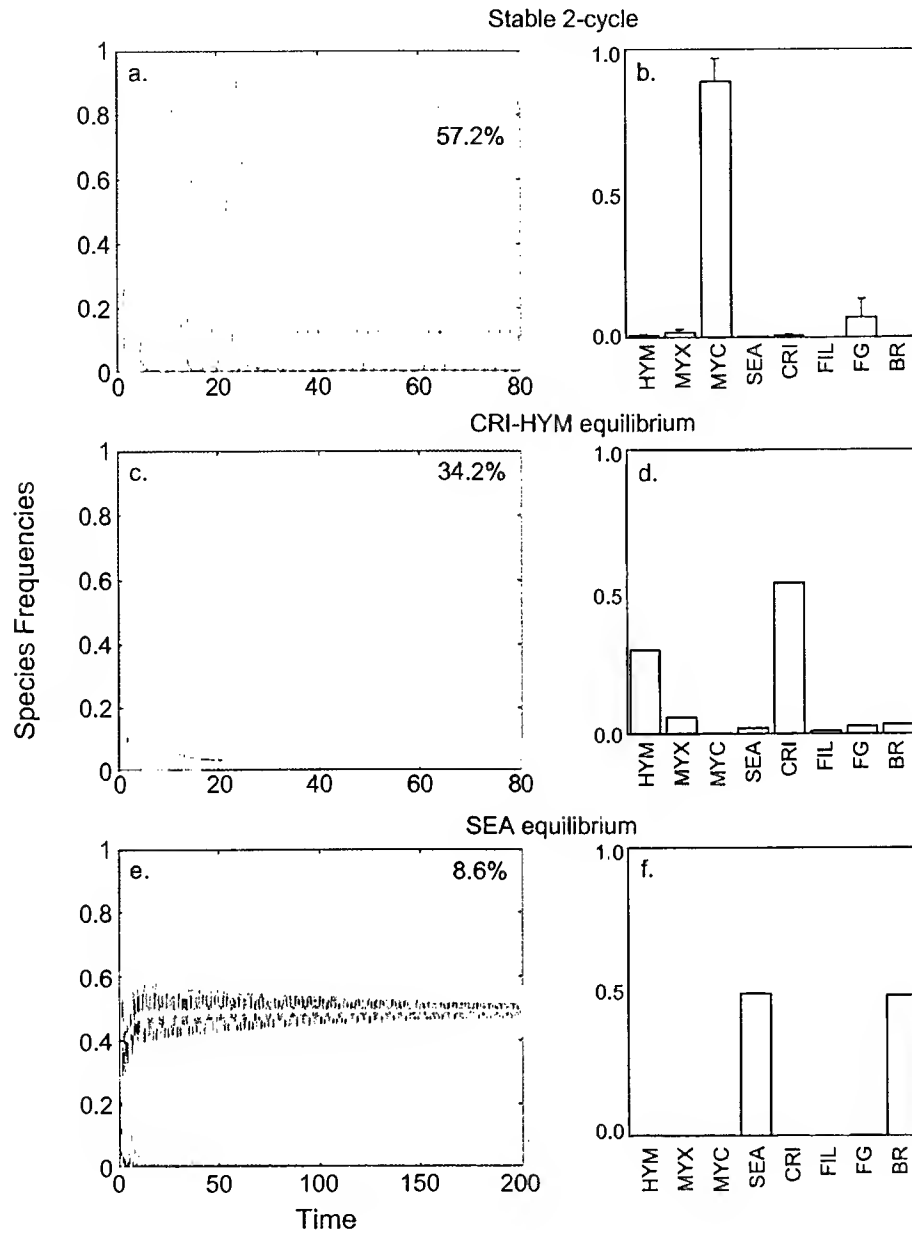 Stable 2-cycle
a.
57.2%
1
0.8
0.6
0.4
0.2
0
0 20 40 60 80
b.
1.0
0.5
0.0
HYM MYX MYC SEA CRI FIL FG BR
CRI-HYM equilibrium
c.
34.2%
1
0.8
0.6
0.4
0.2
0
0 20 40 60 80
d.
1.0
0.5
0.0
HYM MYX MYC SEA CRI FIL FG BR
Species Frequencies
SEA equilibrium
e.
8.6%
1
0.8
0.6
0.4
0.2
0
0 50 100 150 200
Time
f.
1.0
0.5
0.0
HYM MYX MYC SEA CRI FIL FG BR